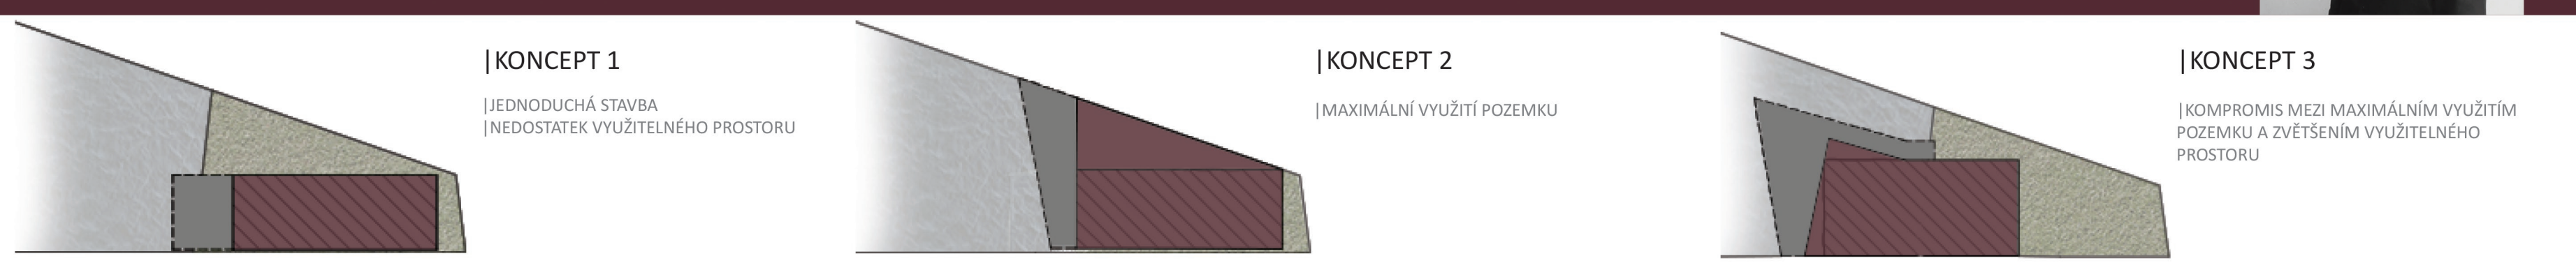 |KONCEPT 1
|JEDNODUCHÁ STAVBA
|NEDOSTATEK VYUŽITELNÉHO PROSTORU
|KONCEPT 2
|MAXIMÁLNÍ VYUŽITÍ POZEMKU
|KONCEPT 3
|KOMPROMIS MEZI MAXIMÁLNÍM VYUŽITÍM
POZEMKU A ZVĚTŠENÍM VYUŽITELNÉHO
PROSTORU